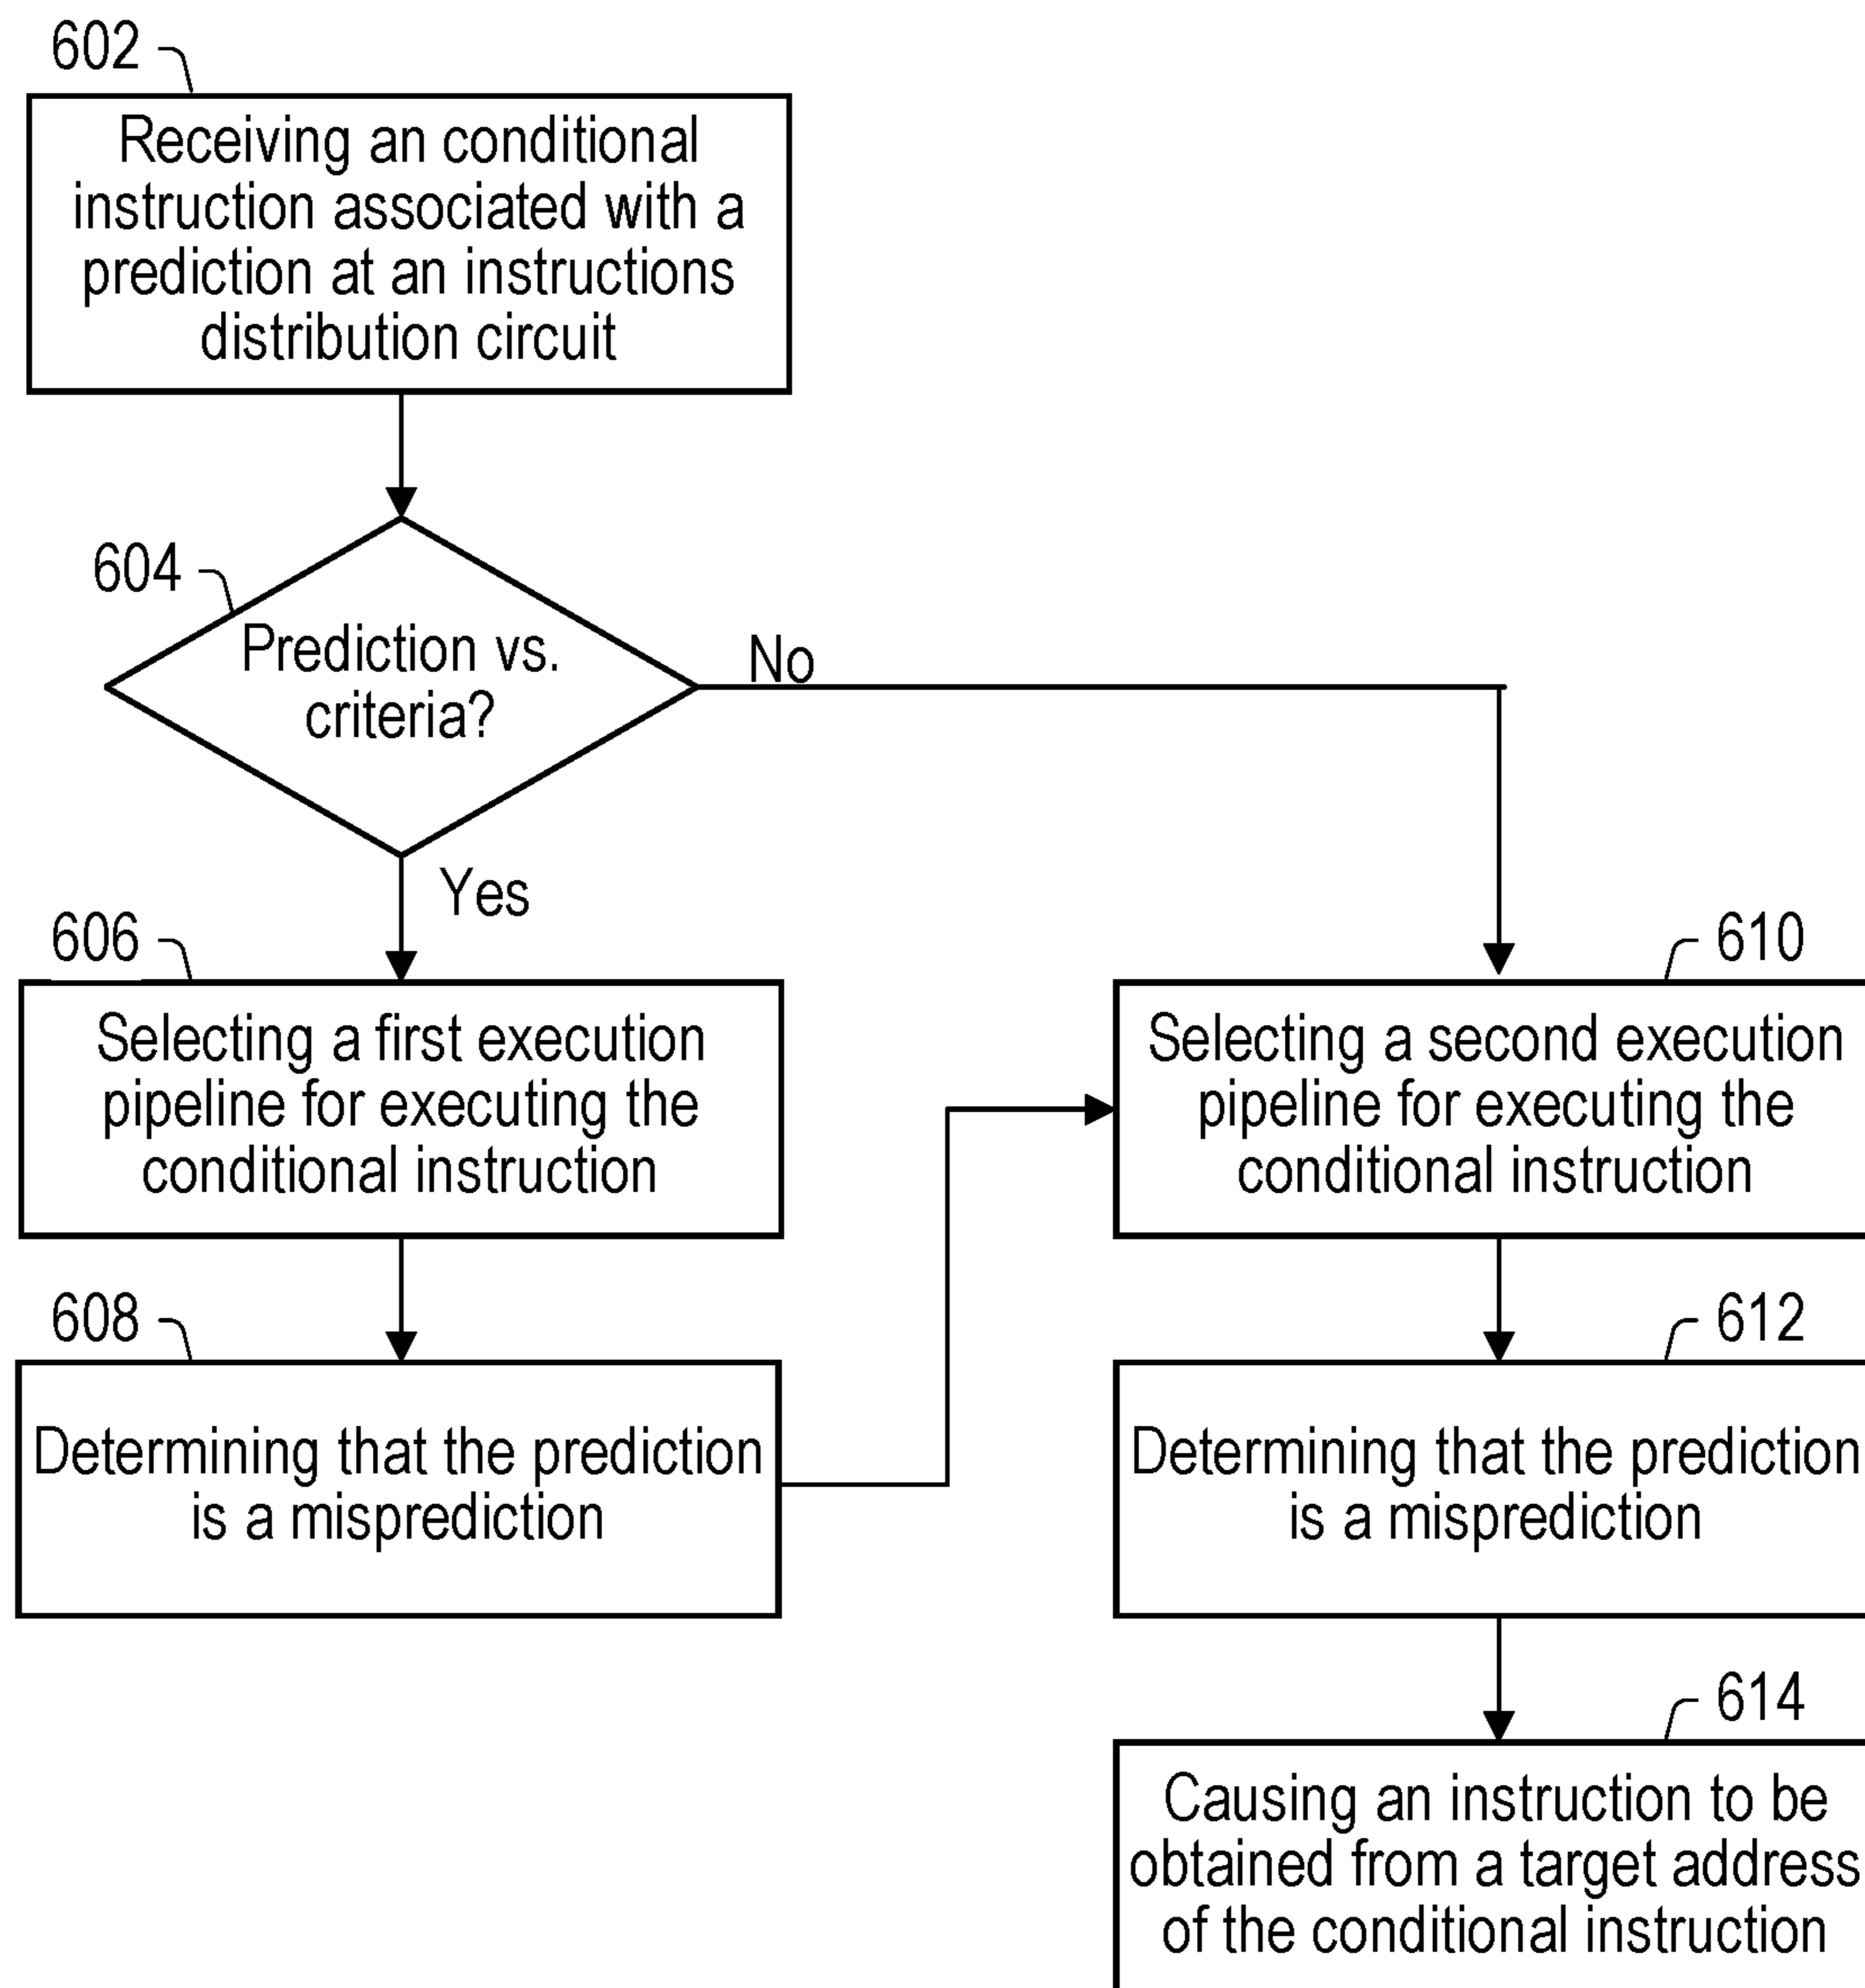 602
Receiving an conditional
instruction associated with a
prediction at an instructions
distribution circuit
604
Prediction vs.
criteria?
No
Yes
606
Selecting a first execution
pipeline for executing the
conditional instruction
610
Selecting a second execution
pipeline for executing the
conditional instruction
608
Determining that the prediction
is a misprediction
612
Determining that the prediction
is a misprediction
614
Causing an instruction to be
obtained from a target address
of the conditional instruction